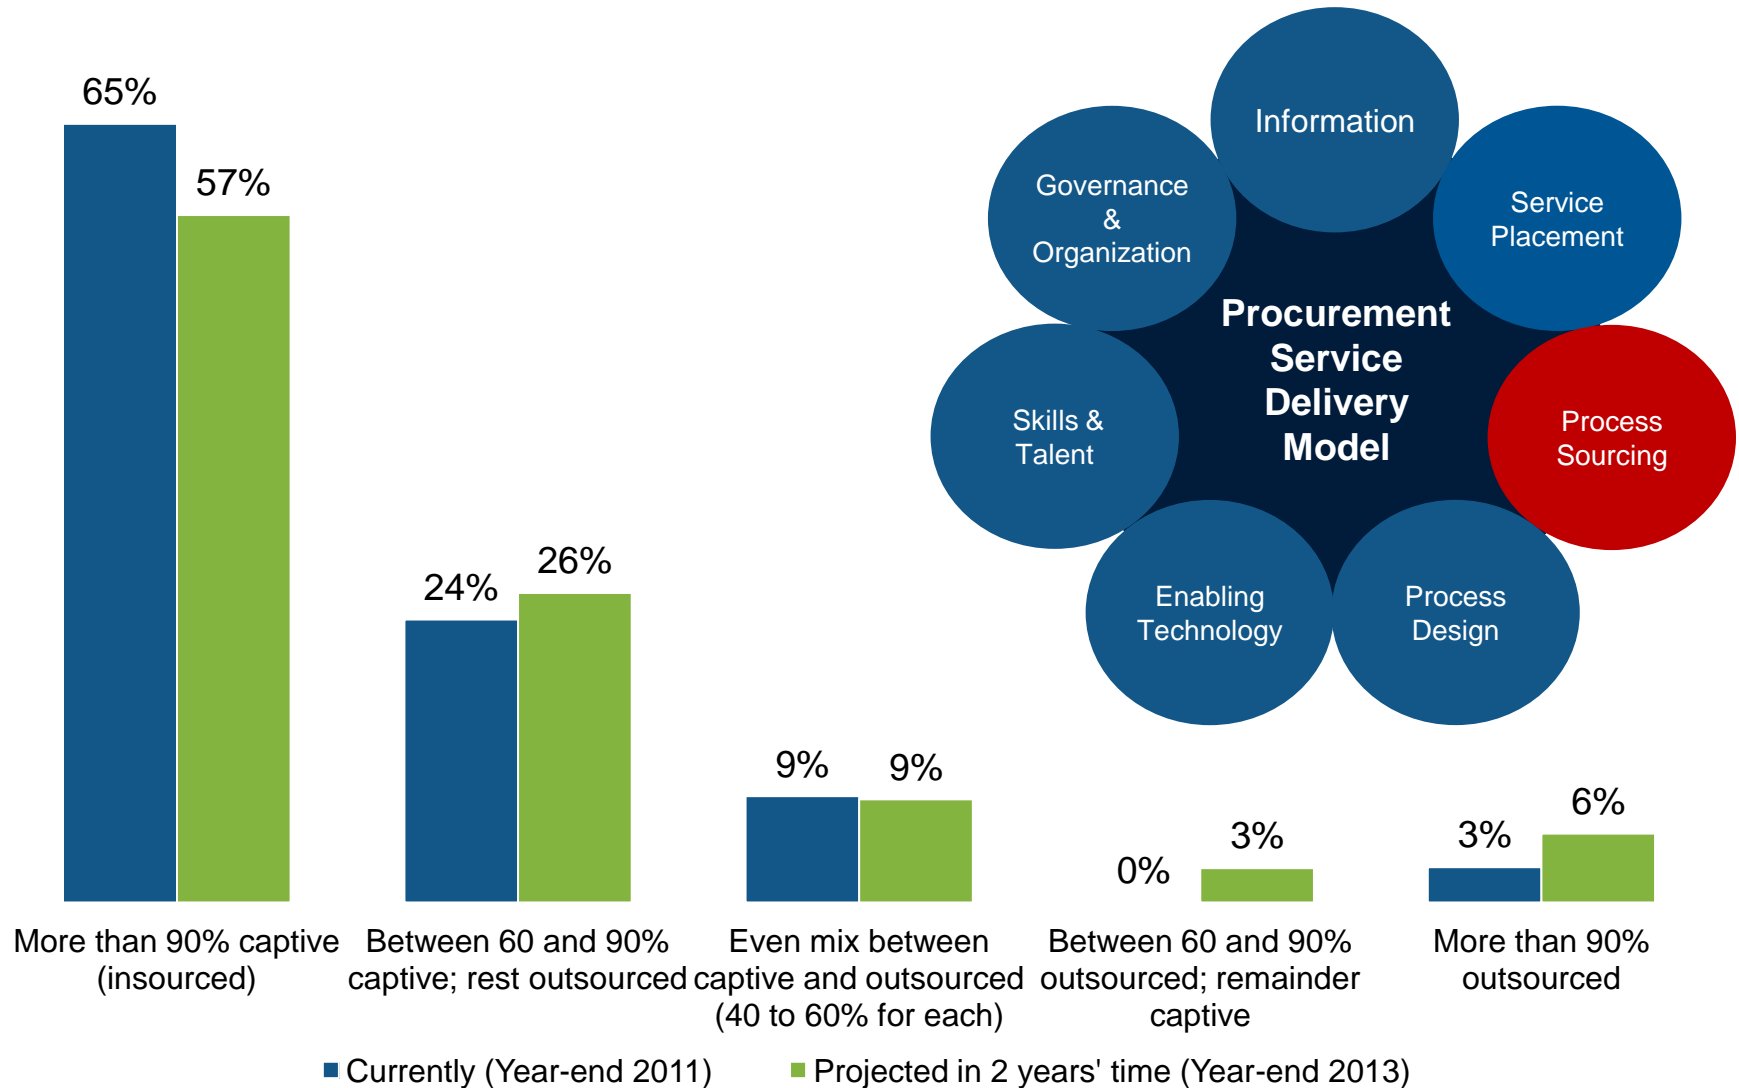 65%
57%
24%
26%
9%
9%
0%
3%
3%
6%
More than 90% captive
(insourced)
Between 60 and 90%
captive; rest outsourced
Even mix between
captive and outsourced
(40 to 60% for each)
Between 60 and 90%
outsourced; remainder
captive
More than 90%
outsourced
Currently (Year-end 2011)
Projected in 2 years' time (Year-end 2013)
Procurement
Service
Delivery
Model
Information
Service
Placement
Process
Sourcing
Process
Design
Enabling
Technology
Skills &
Talent
Governance
&
Organization